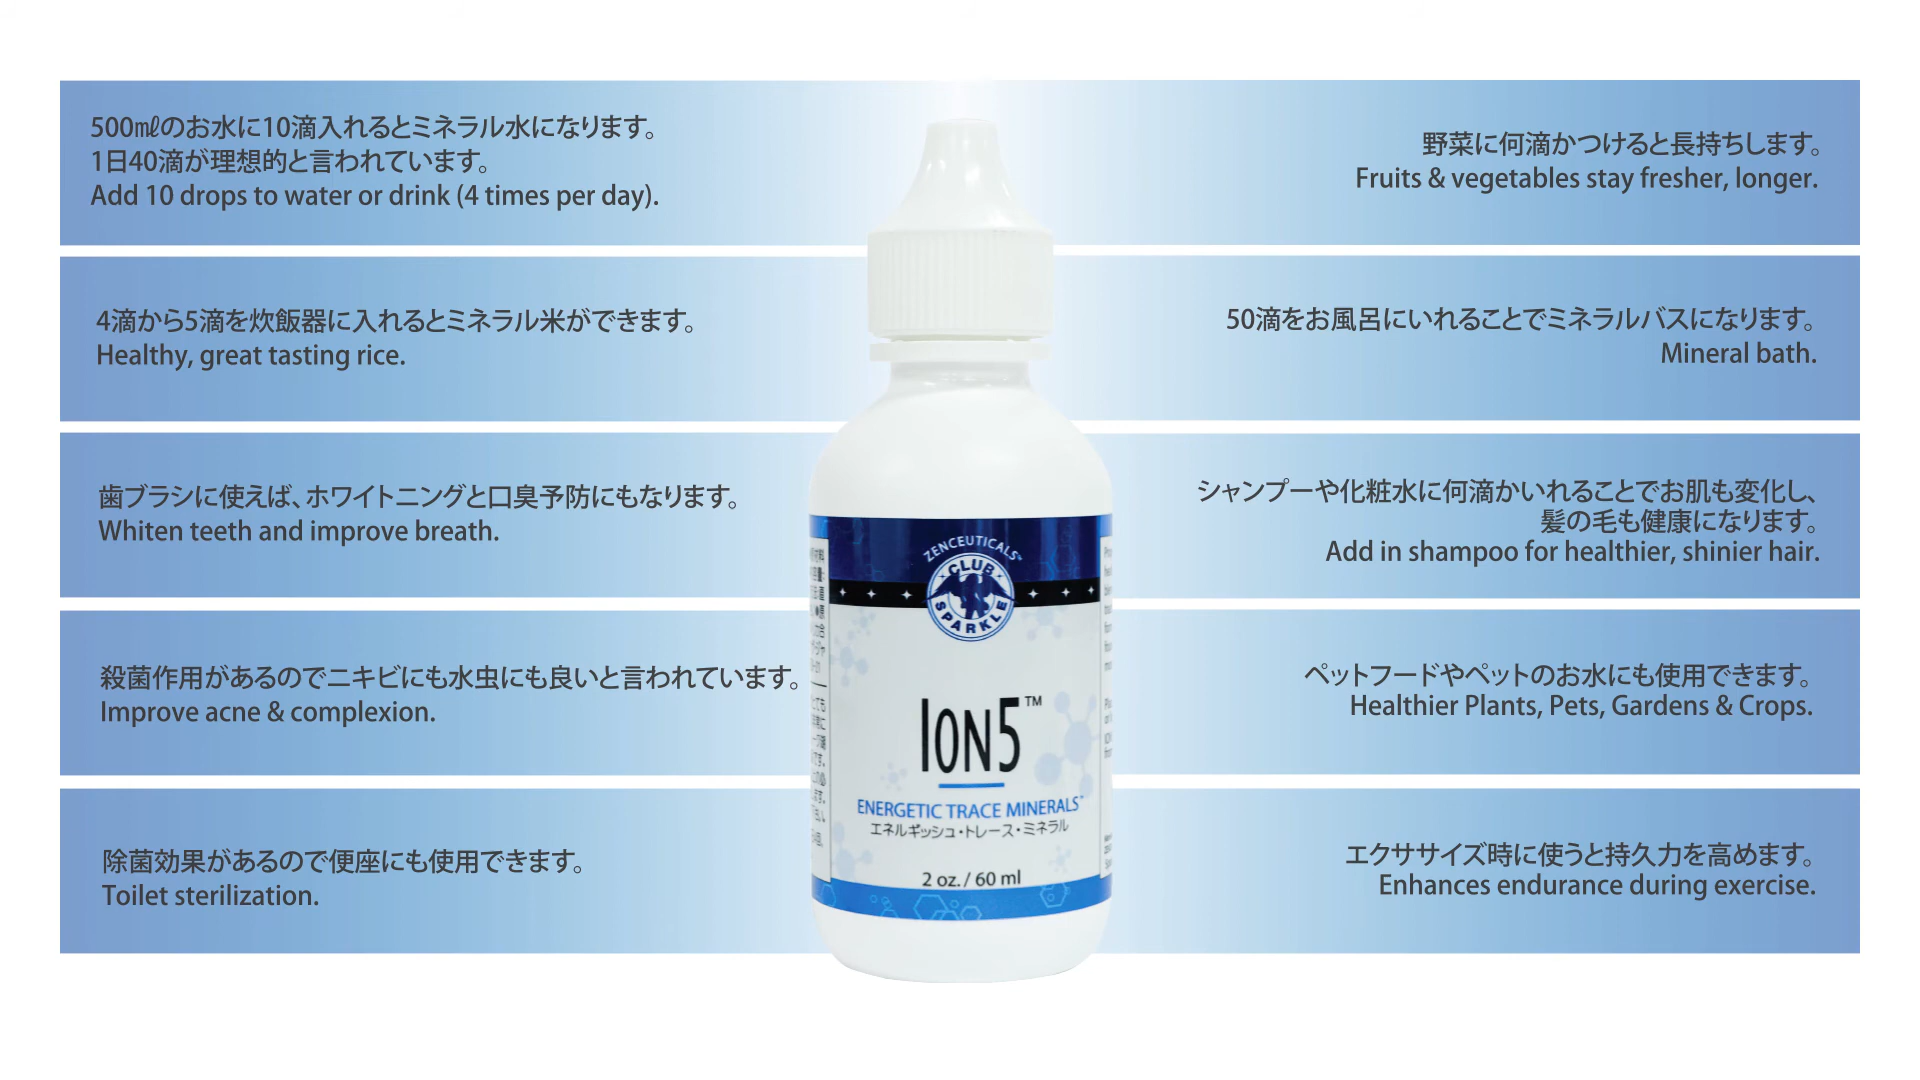 500㎖のお水に10滴入れるとミネラル水になります。
1日40滴が理想的と言われています。
Add 10 drops to water or drink (4 times per day).
4滴から5滴を炊飯器に入れるとミネラル米ができます。
Healthy, great tasting rice.
歯ブラシに使えば、ホワイトニングと口臭予防にもなります。
Whiten teeth and improve breath.
殺菌作用があるのでニキビにも水虫にも良いと言われています。
Improve acne & complexion.
除菌効果があるので便座にも使用できます。
Toilet sterilization.
ZENCEUTICALS™
CLUB
SPARKLE
ION5™
ENERGETIC TRACE MINERALS™
エネルギッシュ・トレース・ミネラル
2 oz. / 60 ml
野菜に何滴かつけると長持ちします。
Fruits & vegetables stay fresher, longer.
50滴をお風呂にいれることでミネラルバスになります。
Mineral bath.
シャンプーや化粧水に何滴かいれることでお肌も変化し、
髪の毛も健康になります。
Add in shampoo for healthier, shinier hair.
ペットフードやペットのお水にも使用できます。
Healthier Plants, Pets, Gardens & Crops.
エクササイズ時に使うと持久力を高めます。
Enhances endurance during exercise.